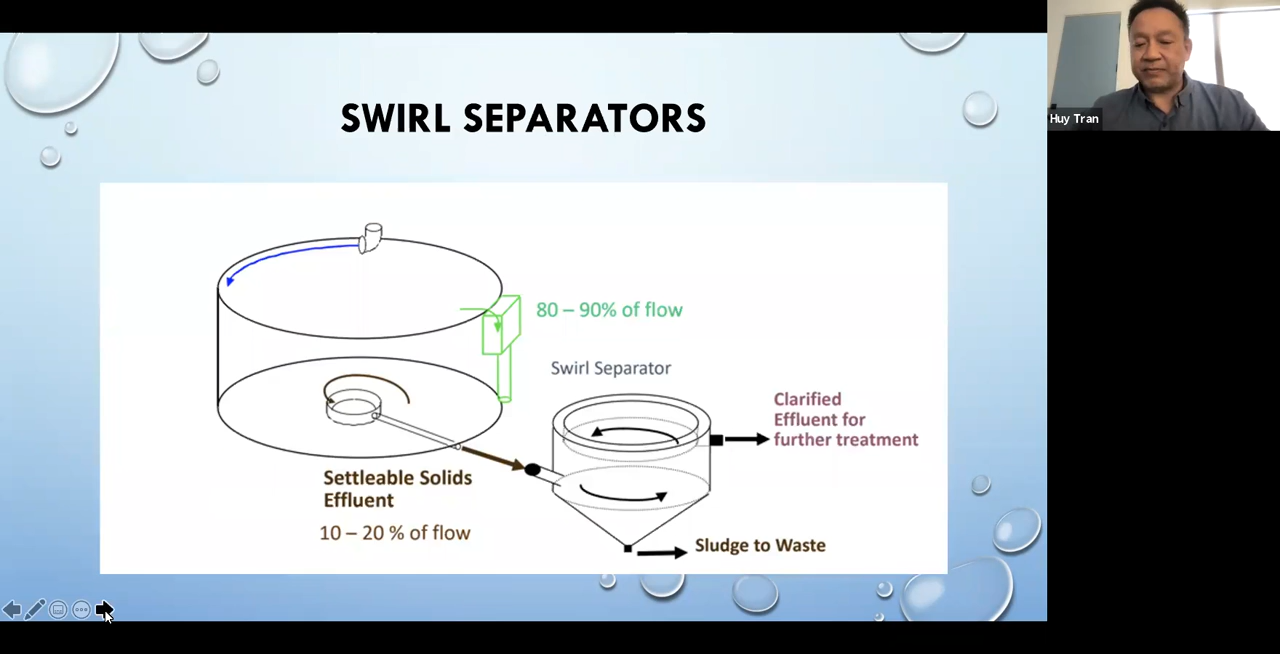 SWIRL SEPARATORS
Huy Tran
80 – 90% of flow
Swirl Separator
Clarified
Effluent for
further treatment
Settleable Solids
Effluent
10 – 20 % of flow
Sludge to Waste